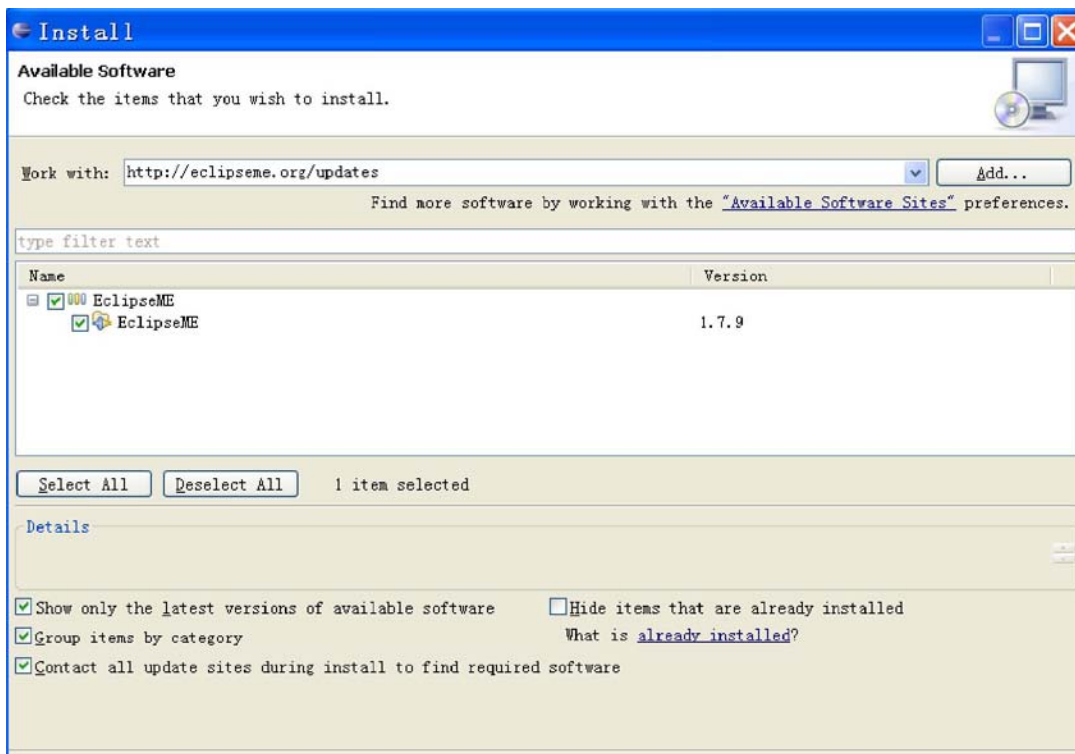 Install
Available Software
Check the items that you wish to install.
Work with: http://eclipseme.org/updates Add...
Find more software by working with the "Available Software Sites" preferences.
type filter text
Name Version
EclipseME
EclipseME 1.7.9
Select All Deselect All 1 item selected
Details
Show only the latest versions of available software Hide items that are already installed
Group items by category What is already installed?
Contact all update sites during install to find required software